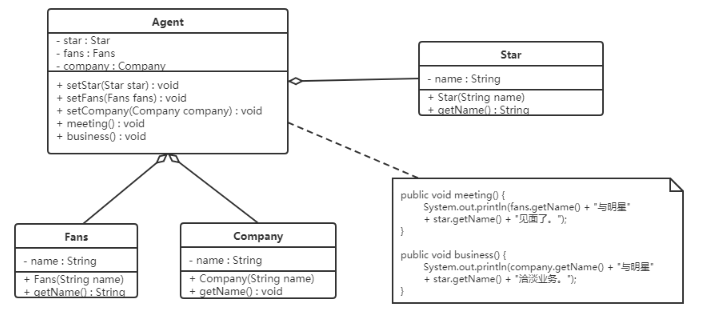 Agent
- star : Star
- fans : Fans
- company : Company
+ setStar(Star star) : void
+ setFans(Fans fans) : void
+ setCompany(Company company) : void
+ meeting() : void
+ business() : void
Star
- name : String
+ Star(String name)
+ getName() : String
Fans
- name : String
+ Fans(String name)
+ getName() : String
Company
- name : String
+ Company(String name)
+ getName() : void
public void meeting() {
System.out.println(fans.getName() + "与明星"
+ star.getName() + "见面了。");
}
public void business() {
System.out.println(company.getName() + "与明星"
+ star.getName() + "洽淡业务。");
}